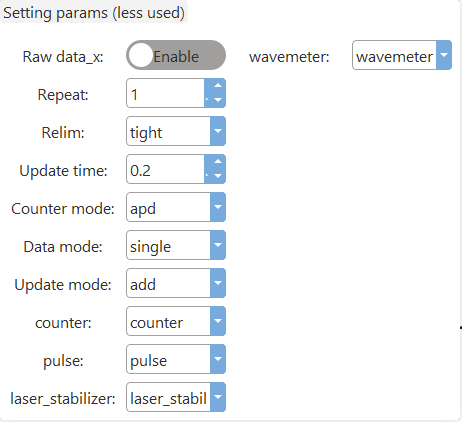 Setting params (less used)
Raw data_x: Enable wavemeter: wavemeter
Repeat: 1
Relim: tight
Update time: 0.2
Counter mode: apd
Data mode: single
Update mode: add
counter: counter
pulse: pulse
laser_stabilizer: laser_stabil